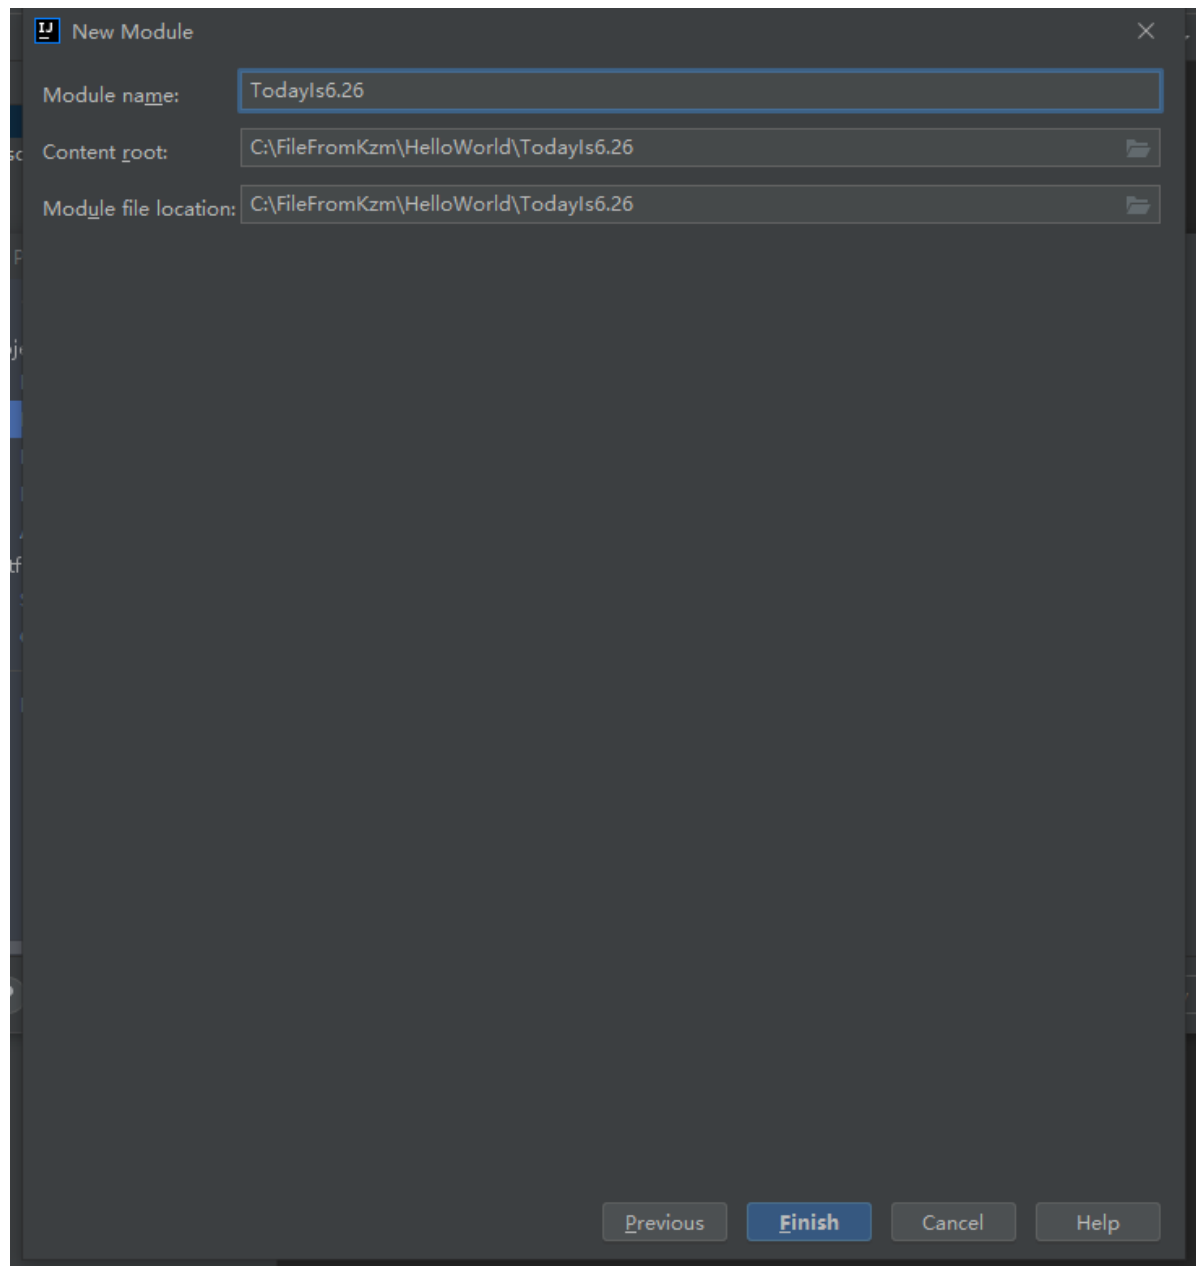 IJ New Module
Module name: TodayIs6.26
Content root: C:\FileFromKzm\HelloWorld\TodayIs6.26
Module file location: C:\FileFromKzm\HelloWorld\TodayIs6.26
Previous Finish Cancel Help